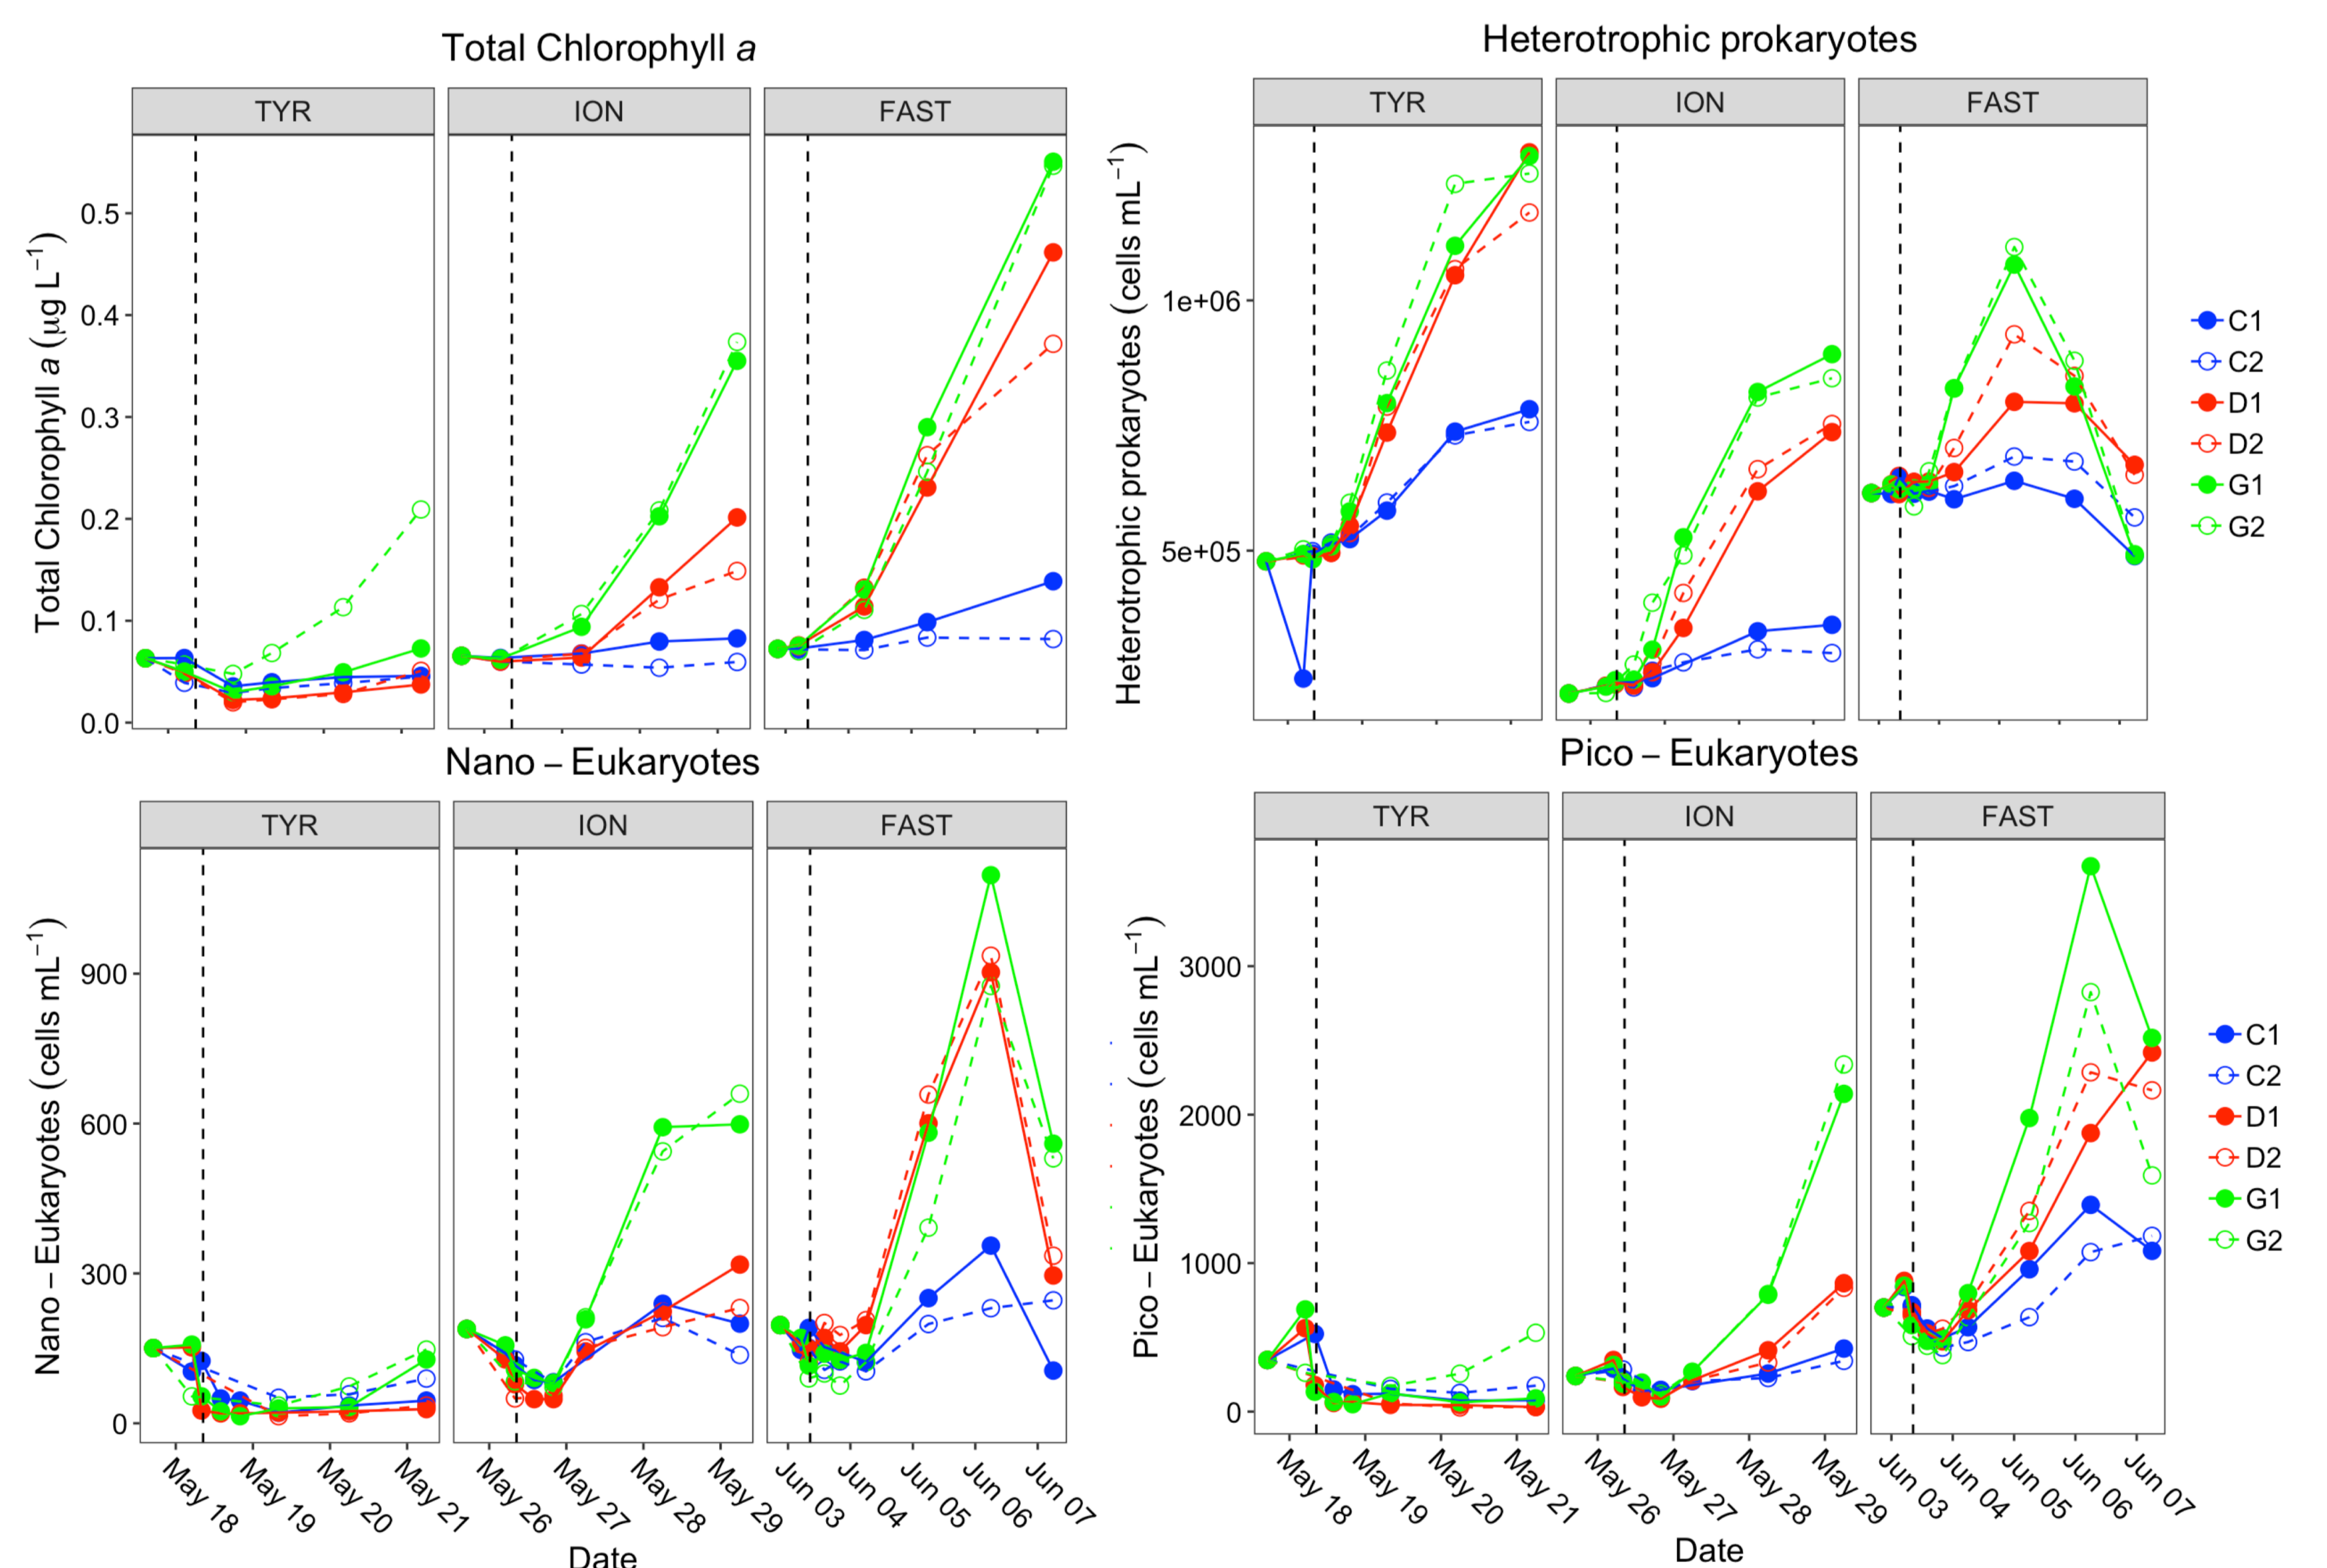 Total Chlorophyll a
TYR ION FAST
Total Chlorophyll a (μg L−1)
0.5
0.4
0.3
0.2
0.1
0.0
Heterotrophic prokaryotes
TYR ION FAST
Heterotrophic prokaryotes (cells mL−1)
1e+06
5e+05
C1
C2
D1
D2
G1
G2
Nano – Eukaryotes
TYR ION FAST
Nano – Eukaryotes (cells mL−1)
900
600
300
0
May 18 May 19 May 20 May 21 May 26 May 27 May 28 May 29 Jun 03 Jun 04 Jun 05 Jun 06 Jun 07
Date
Pico – Eukaryotes
TYR ION FAST
Pico – Eukaryotes (cells mL−1)
3000
2000
1000
0
May 18 May 19 May 20 May 21 May 26 May 27 May 28 May 29 Jun 03 Jun 04 Jun 05 Jun 06 Jun 07
Date
C1
C2
D1
D2
G1
G2